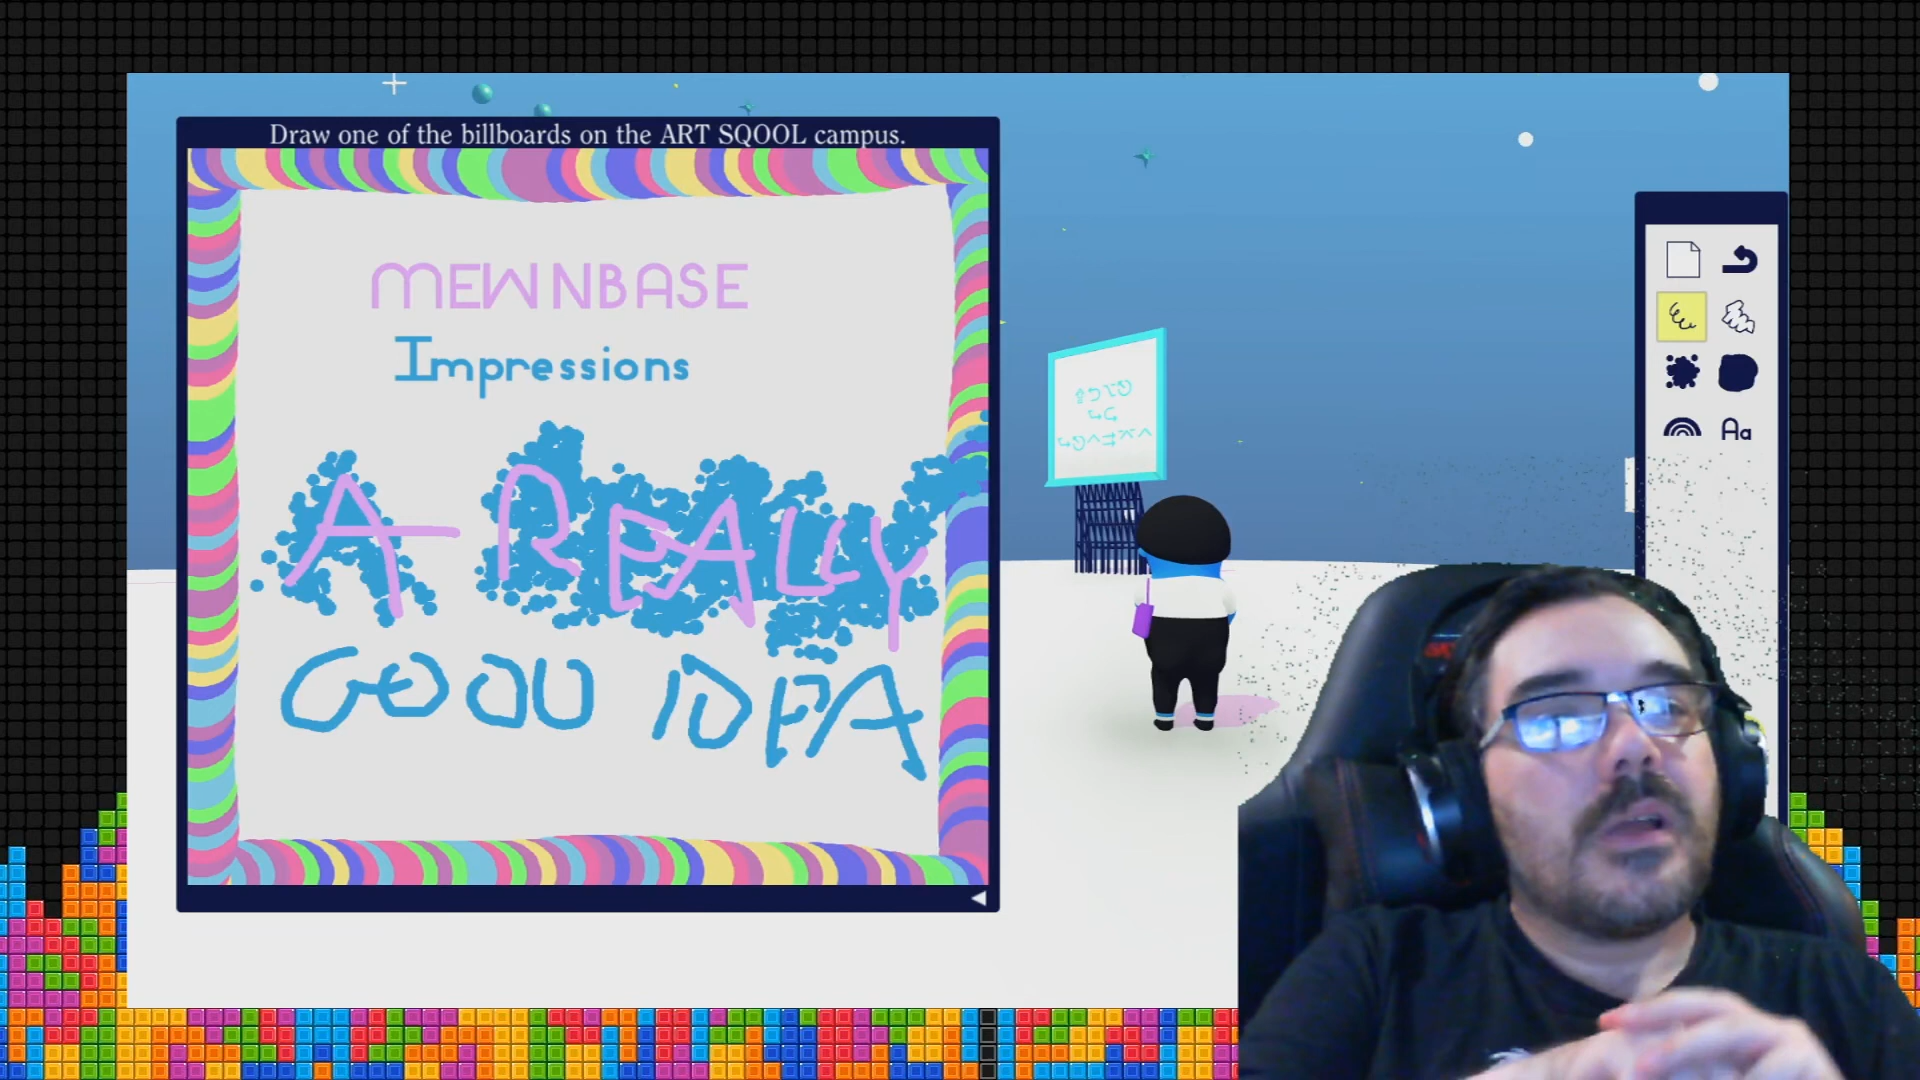 Draw one of the billboards on the ART SQOOL campus.
MEWNBASE
Impressions
A REALLY
GOOD IDEA
Aa